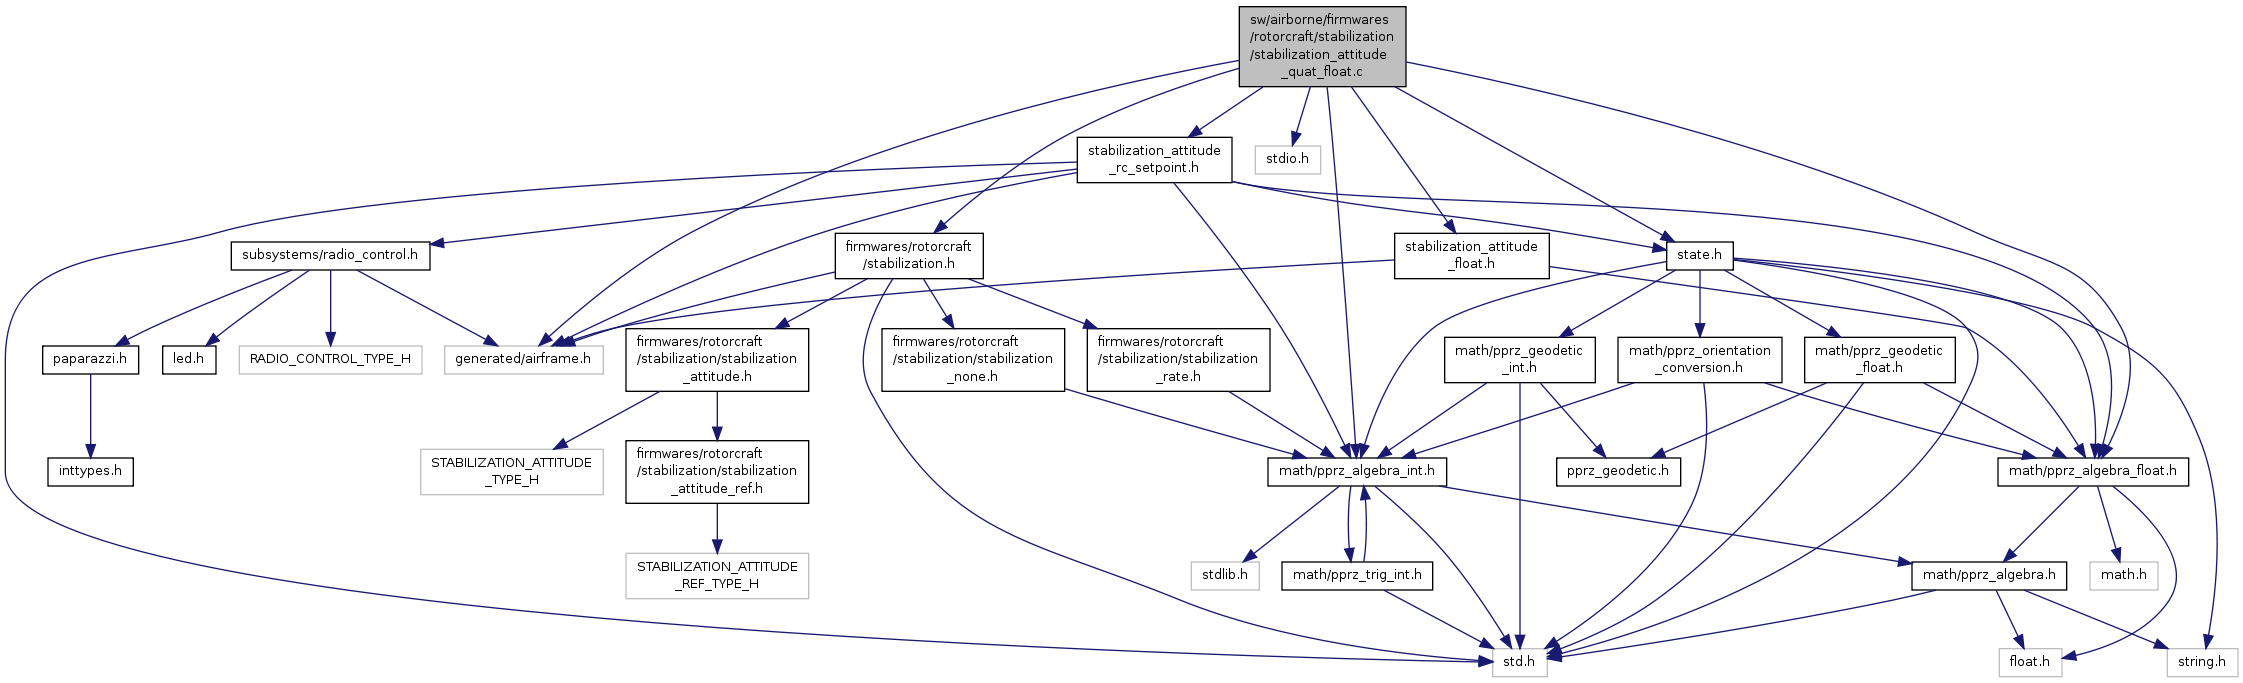 sw/airborne/firmwares
/rotorcraft/stabilization
/stabilization_attitude
_quat_float.c
stabilization_attitude
_rc_setpoint.h
stdio.h
subsystems/radio_control.h
firmwares/rotorcraft
/stabilization.h
stabilization_attitude
_float.h
state.h
paparazzi.h
led.h
RADIO_CONTROL_TYPE_H
generated/airframe.h
firmwares/rotorcraft
/stabilization/stabilization
_attitude.h
firmwares/rotorcraft
/stabilization/stabilization
_none.h
firmwares/rotorcraft
/stabilization/stabilization
_rate.h
math/pprz_geodetic
_int.h
math/pprz_orientation
_conversion.h
math/pprz_geodetic
_float.h
inttypes.h
STABILIZATION_ATTITUDE
_TYPE_H
firmwares/rotorcraft
/stabilization/stabilization
_attitude_ref.h
math/pprz_algebra_int.h
pprz_geodetic.h
math/pprz_algebra_float.h
STABILIZATION_ATTITUDE
_REF_TYPE_H
stdlib.h
math/pprz_trig_int.h
math/pprz_algebra.h
math.h
std.h
float.h
string.h